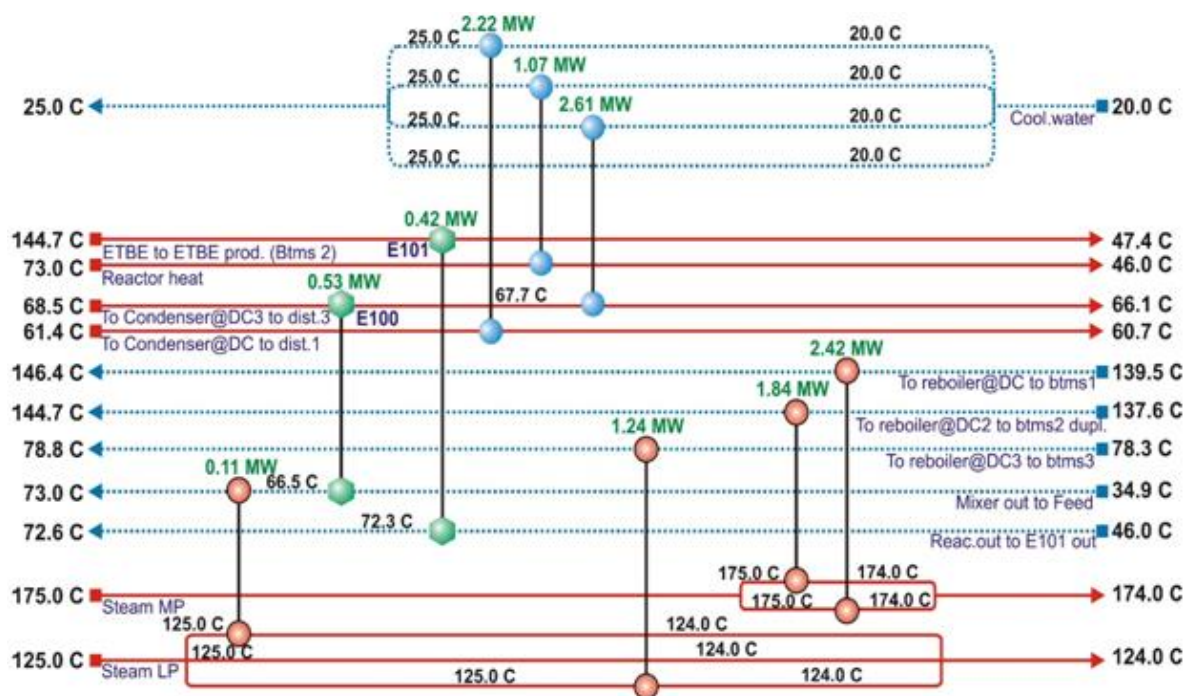 2.22 MW
25.0 C
20.0 C
1.07 MW
25.0 C
20.0 C
25.0 C
2.61 MW
20.0 C
Cool.water
25.0 C
20.0 C
25.0 C
20.0 C
0.42 MW
144.7 C
E101
47.4 C
ETBE to ETBE prod. (Btms 2)
73.0 C
46.0 C
Reactor heat
0.53 MW
67.7 C
68.5 C
66.1 C
To Condenser@DC3 to dist.3
E100
61.4 C
60.7 C
To Condenser@DC to dist.1
2.42 MW
146.4 C
139.5 C
To reboiler@DC to btms1
1.84 MW
144.7 C
137.6 C
To reboiler@DC2 to btms2 dupl.
1.24 MW
78.8 C
78.3 C
To reboiler@DC3 to btms3
0.11 MW
66.5 C
73.0 C
34.9 C
Mixer out to Feed
72.3 C
72.6 C
46.0 C
Reac.out to E101 out
175.0 C
174.0 C
175.0 C
174.0 C
175.0 C
174.0 C
Steam MP
125.0 C
124.0 C
125.0 C
124.0 C
125.0 C
124.0 C
Steam LP
125.0 C
124.0 C